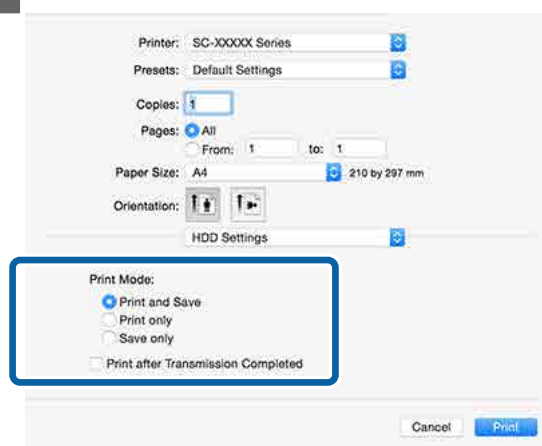 Printer: SC-XXXXX Series
Presets: Default Settings
Copies: 1
Pages: All
From: 1 to: 1
Paper Size: A4 210 by 297 mm
Orientation:
HDD Settings
Print Mode:
Print and Save
Print only
Save only
Print after Transmission Completed
Cancel Print